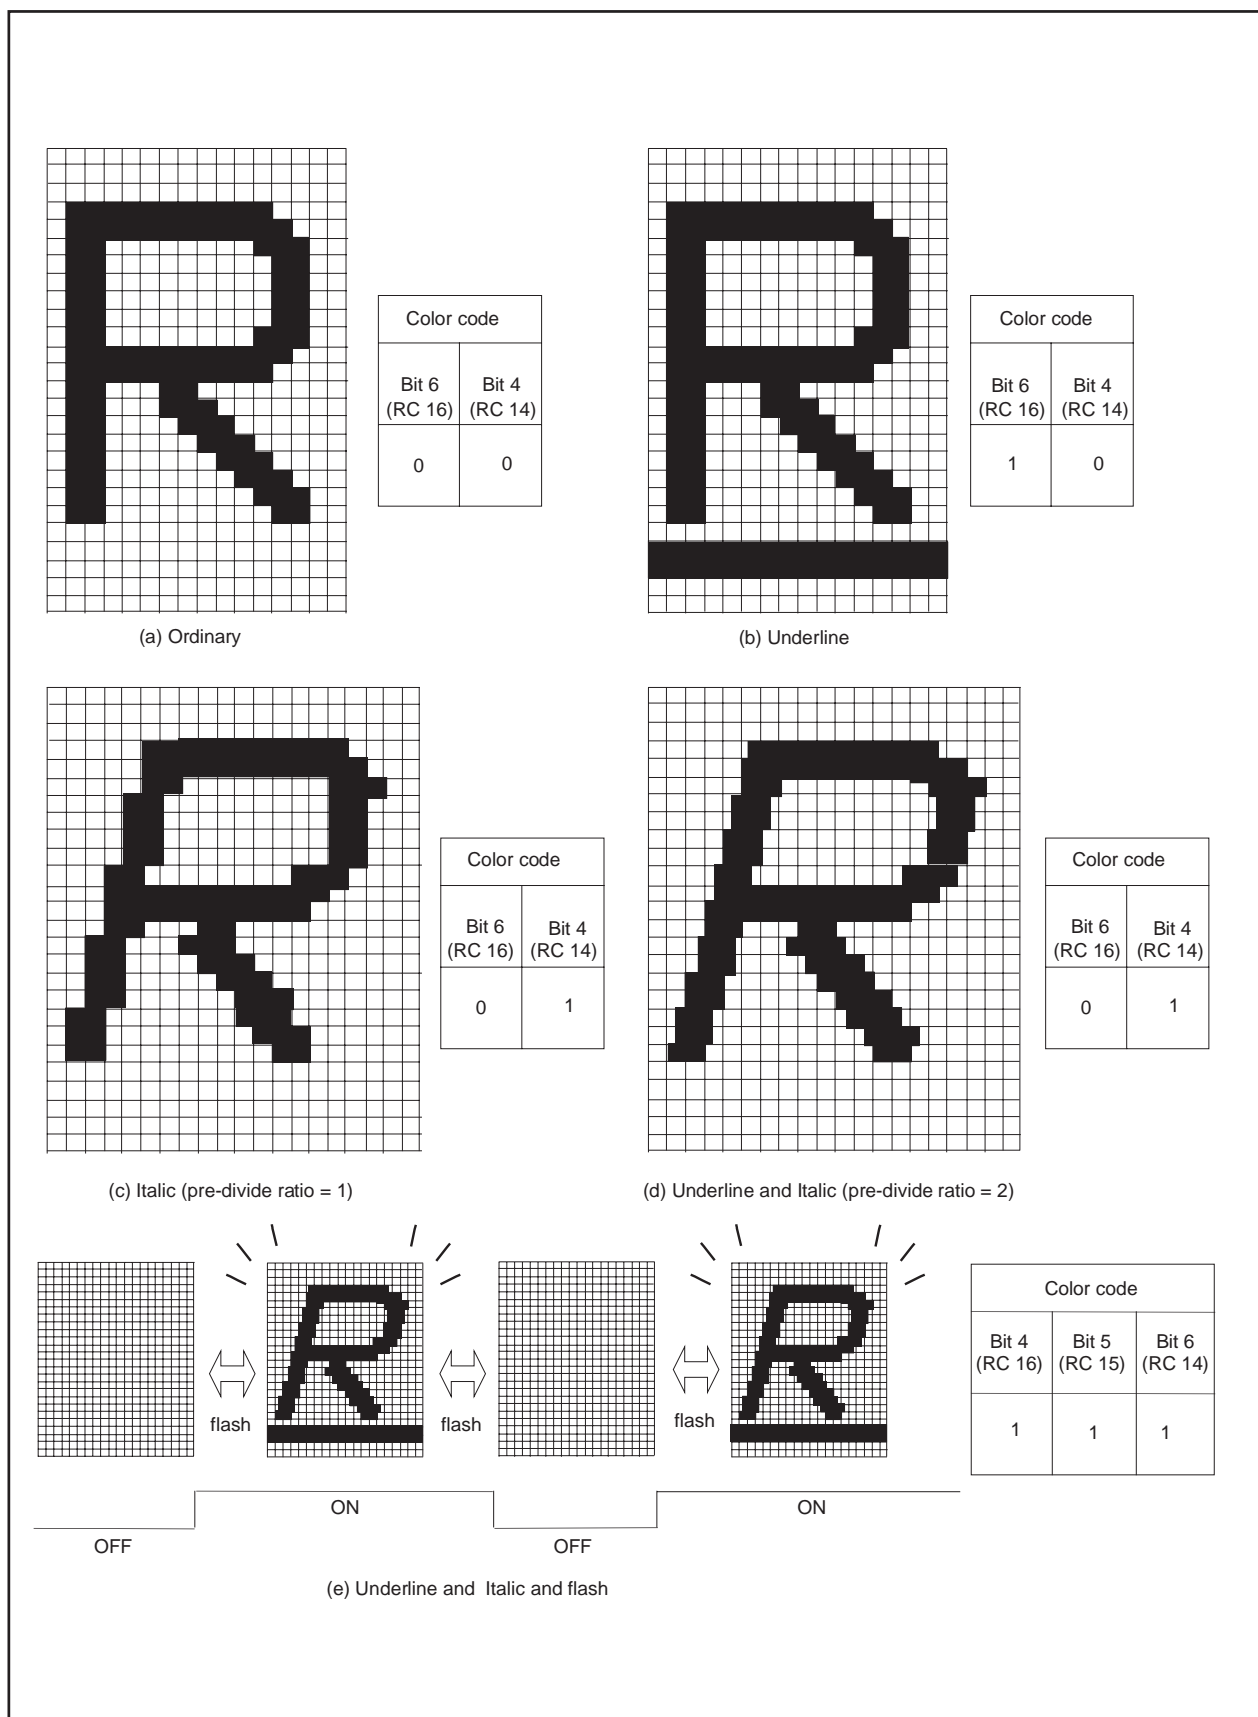 Color code
Bit 6 Bit 4
(RC 16) (RC 14)
0 0
(a) Ordinary
Color code
Bit 6 Bit 4
(RC 16) (RC 14)
1 0
(b) Underline
Color code
Bit 6 Bit 4
(RC 16) (RC 14)
0 1
(c) Italic (pre-divide ratio = 1)
Color code
Bit 6 Bit 4
(RC 16) (RC 14)
0 1
(d) Underline and Italic (pre-divide ratio = 2)
flash flash flash
Color code
Bit 4 Bit 5 Bit 6
(RC 16) (RC 15) (RC 14)
1 1 1
ON ON
OFF OFF
(e) Underline and Italic and flash